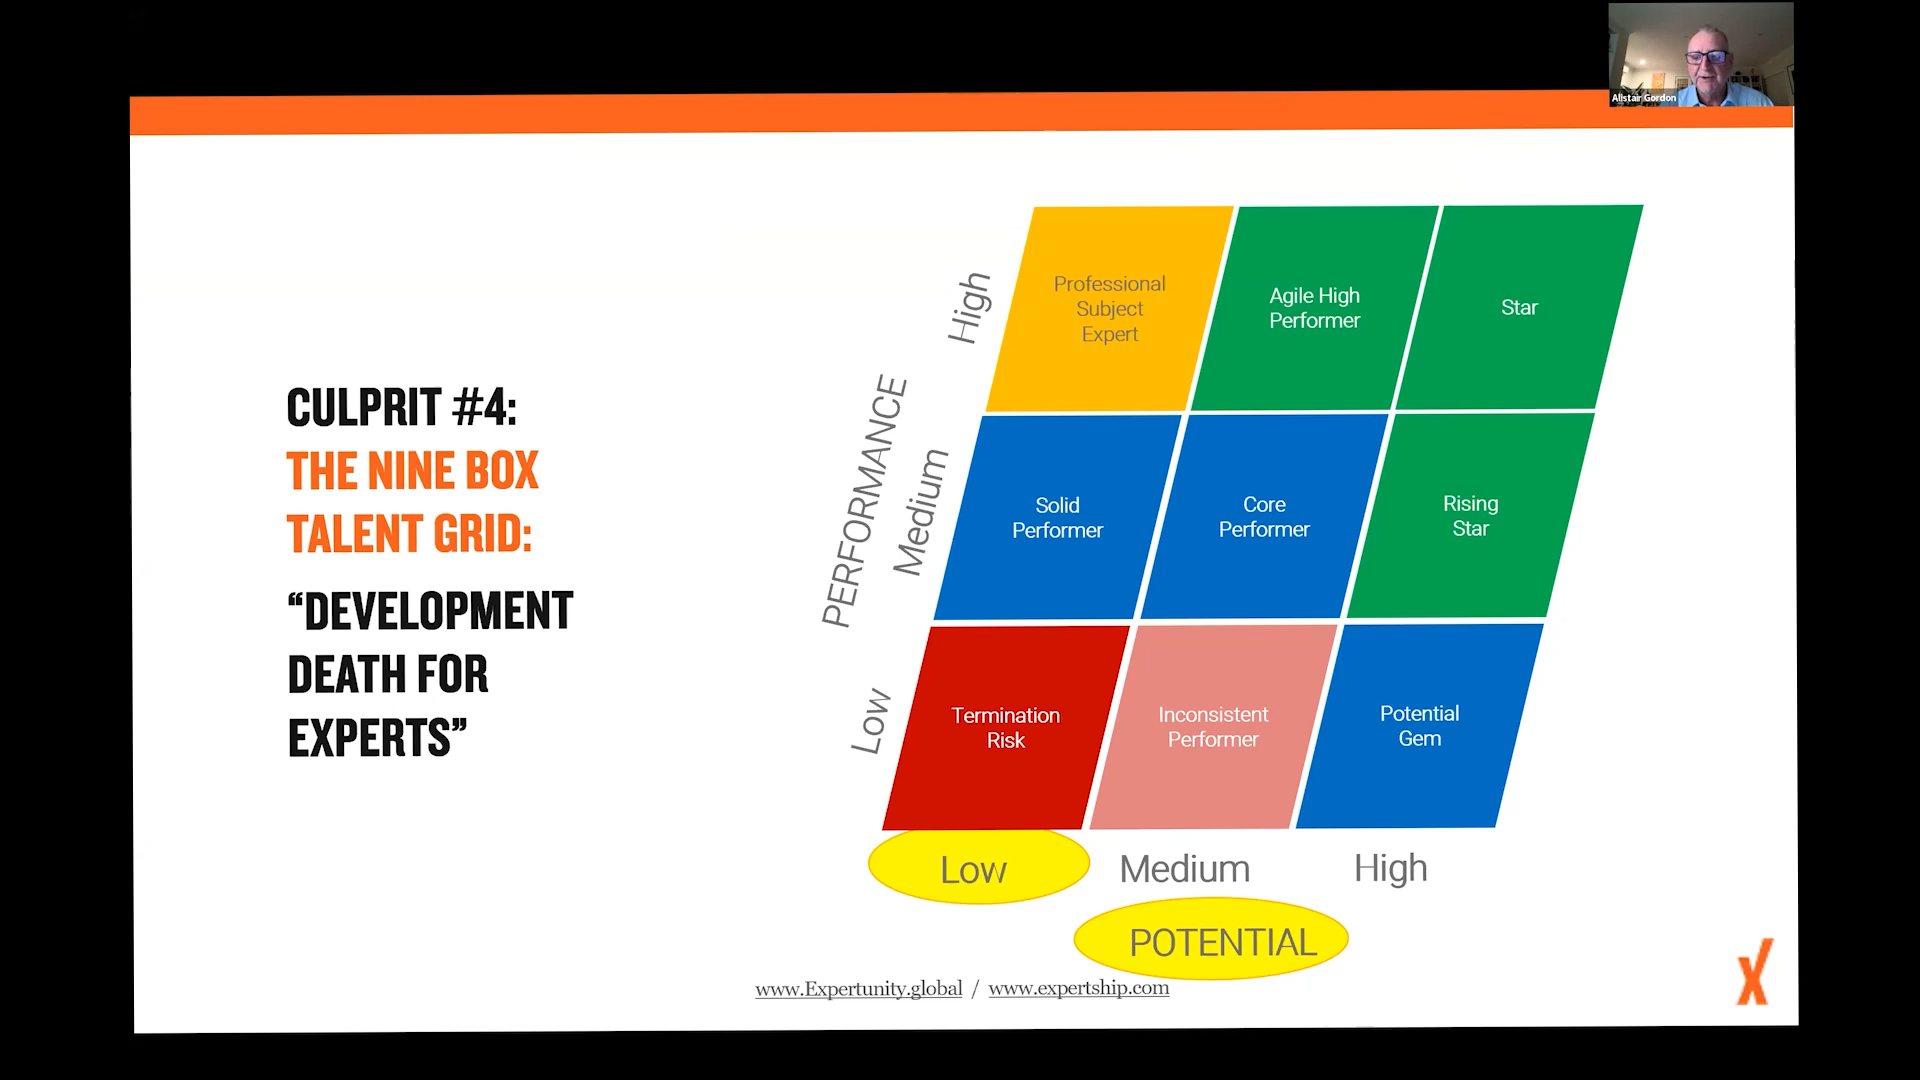 Alistair Gordon
CULPRIT #4:
THE NINE BOX
TALENT GRID:
“DEVELOPMENT
DEATH FOR
EXPERTS”
PERFORMANCE
High
Medium
Low
Professional
Subject
Expert
Agile High
Performer
Star
Solid
Performer
Core
Performer
Rising
Star
Termination
Risk
Inconsistent
Performer
Potential
Gem
Low
Medium
High
POTENTIAL
www.Expertunity.global / www.expertship.com